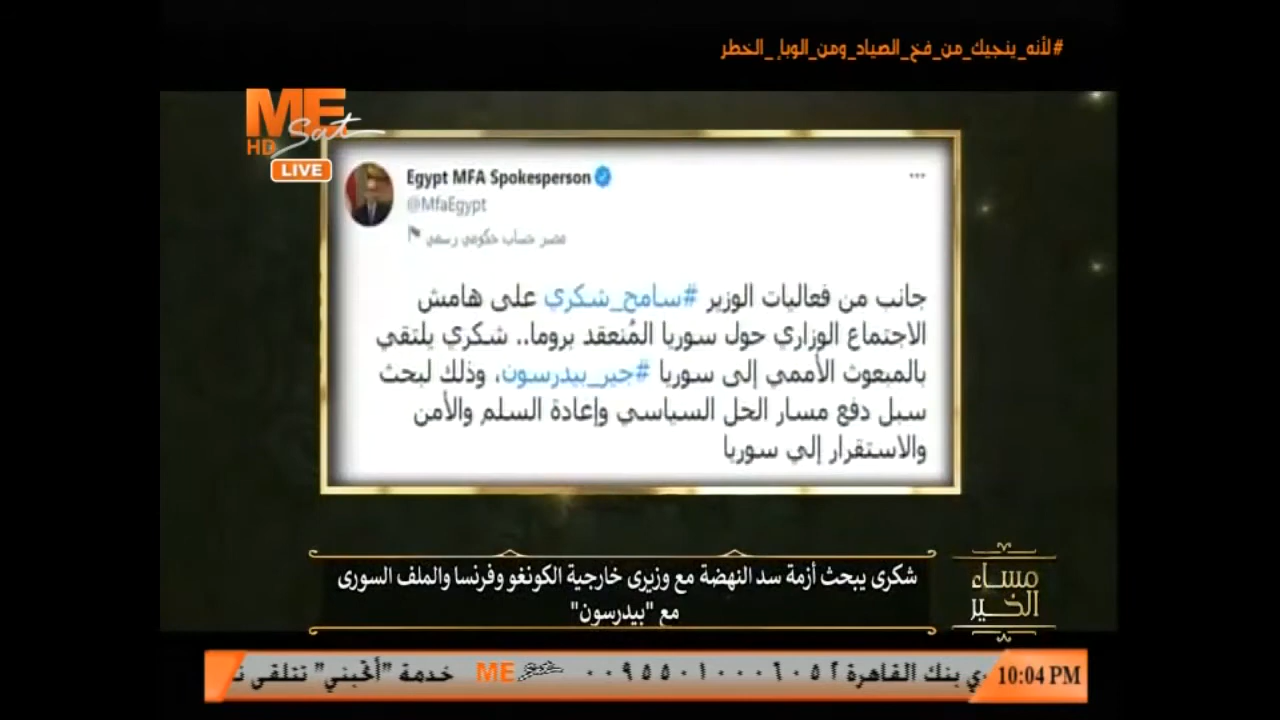 #لأنه_ينجيك_من_فخ_الصياد_ومن_الوبإ_الخطر
ME
Sat
HD
LIVE
Egypt MFA Spokesperson
@MfaEgypt
مصر حساب حكومي رسمي
جانب من فعاليات الوزير #سامح_شكري على هامش
الاجتماع الوزاري حول سوريا المُنعقد بروما.. شكري يلتقي
بالمبعوث الأممي إلى سوريا #جير_بيدرسون، وذلك لبحث
سبل دفع مسار الحل السياسي وإعادة السلم والأمن
والاستقرار إلي سوريا
شكرى يبحث أزمة سد النهضة مع وزيرى خارجية الكونغو وفرنسا والملف السورى
مع "بيدرسون"
مساء
الخير
بنك القاهرة ME Sat خدمة "أحبني" تتلقى
10:04 PM